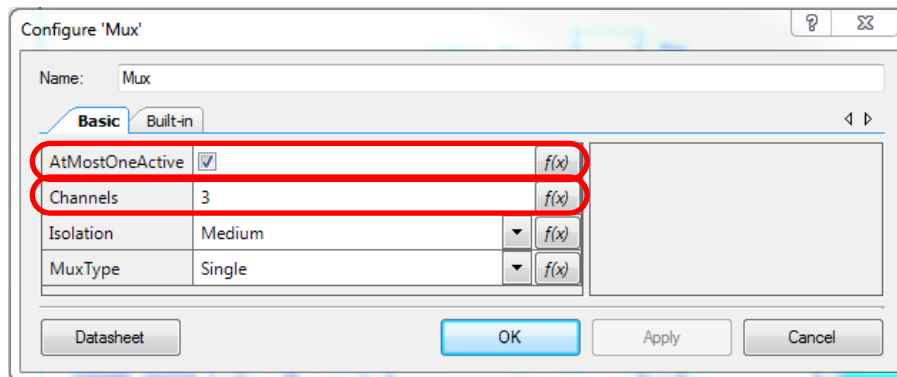 Configure 'Mux'
Name: Mux
Basic Built-in
AtMostOneActive f(x)
Channels 3 f(x)
Isolation Medium f(x)
MuxType Single f(x)
Datasheet OK Apply Cancel